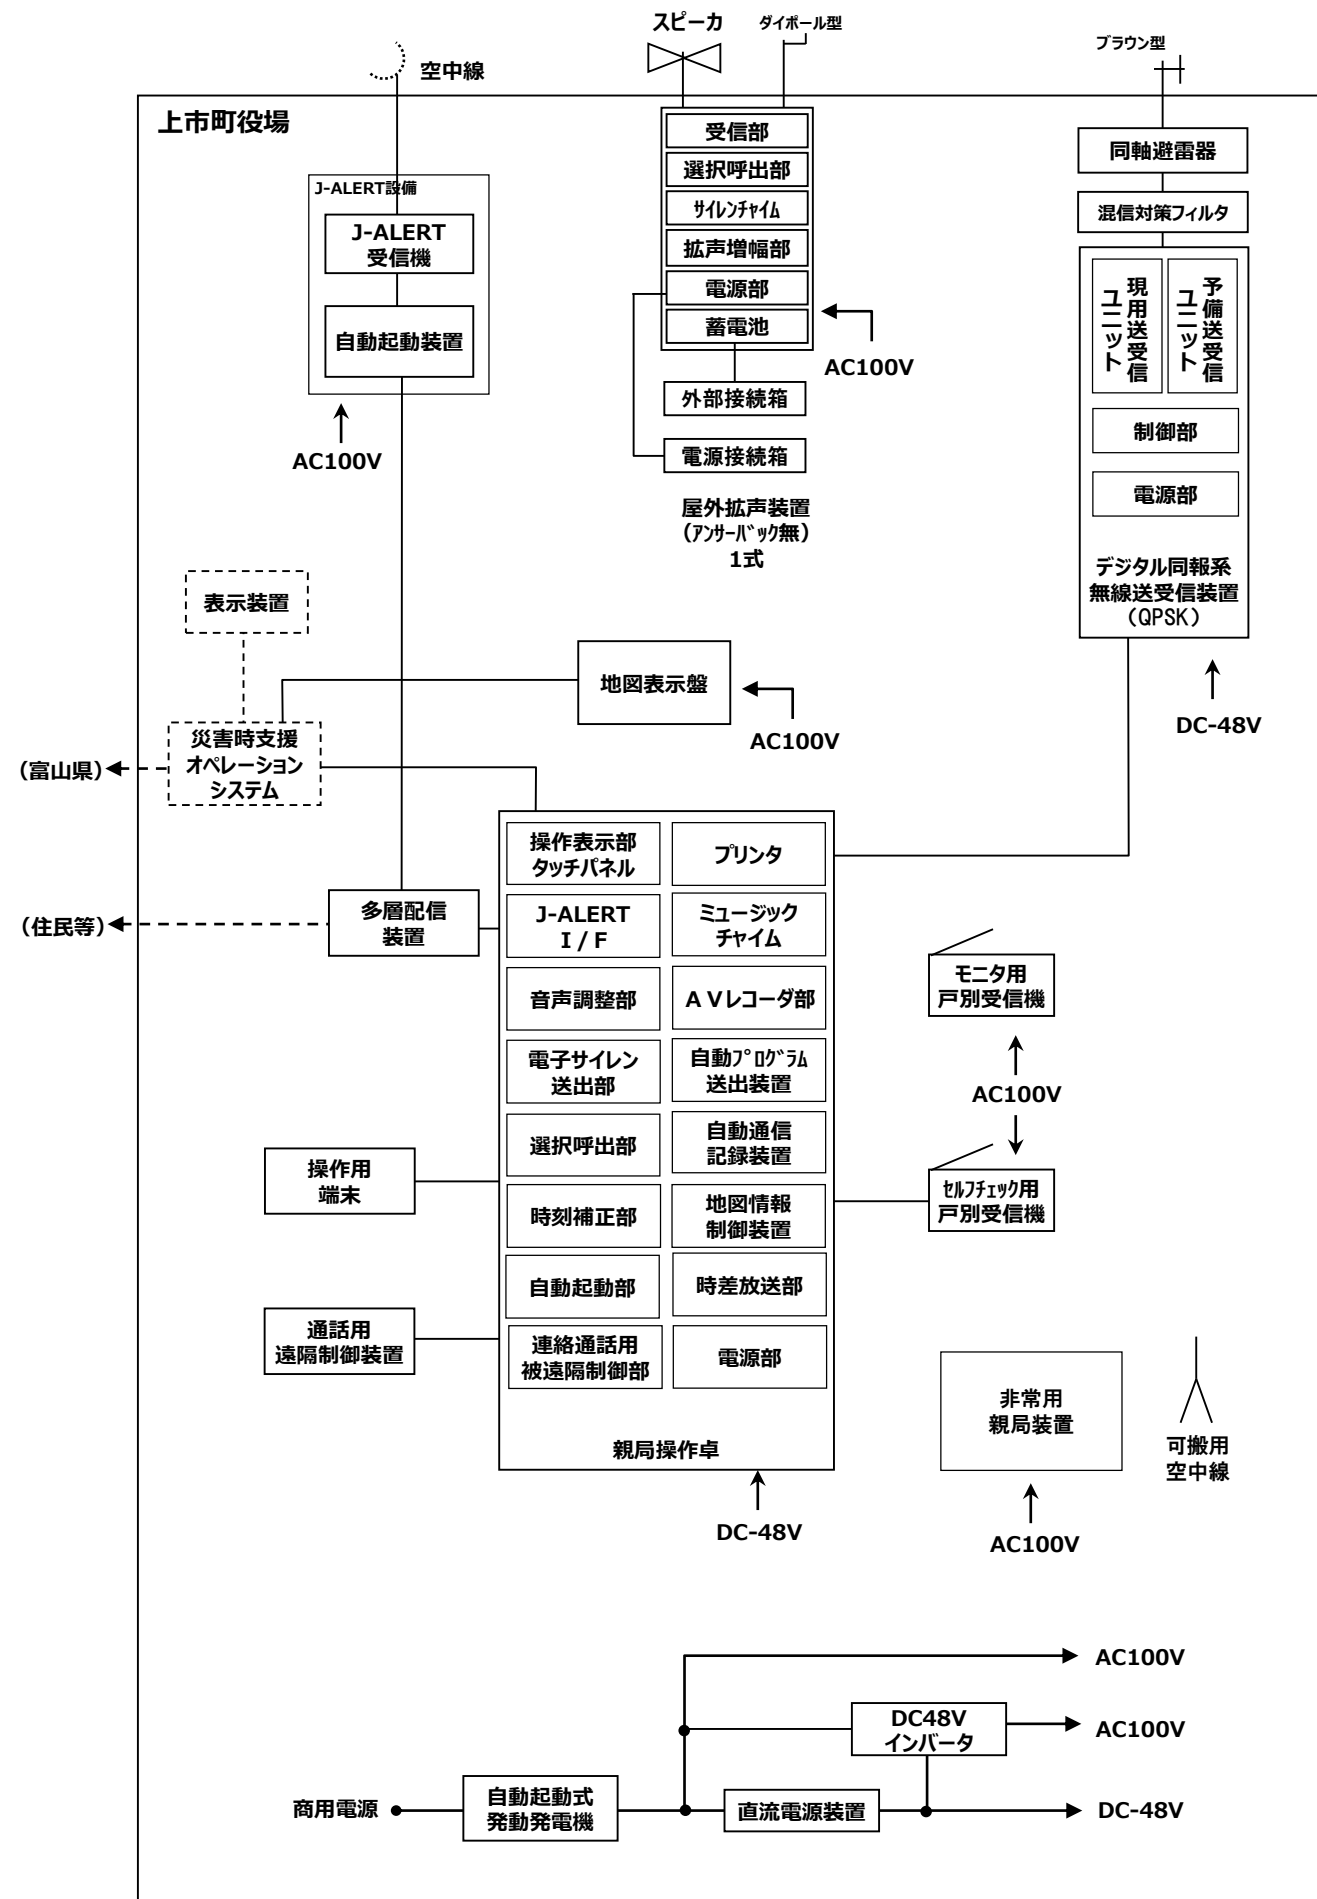 スピーカ
ダイポール型
ブラウン型
空中線
上市町役場
J-ALERT設備
J-ALERT
受信機
自動起動装置
AC100V
受信部
選択呼出部
ｻｲﾚﾝﾁｬｲﾑ
拡声増幅部
電源部
蓄電池
AC100V
外部接続箱
電源接続箱
屋外拡声装置
(ｱﾝｻｰﾊﾞｯｸ無)
1式
同軸避雷器
混信対策フィルタ
現用送受信
ユニット
予備送受信
ユニット
制御部
電源部
デジタル同報系
無線送受信装置
(QPSK)
DC-48V
表示装置
地図表示盤
AC100V
災害時支援
オペレーション
システム
(富山県)
多層配信
装置
(住民等)
操作表示部
タッチパネル
プリンタ
J-ALERT
I / F
ミュージック
チャイム
音声調整部
ＡＶレコーダ部
電子サイレン
送出部
自動ﾌﾟﾛｸﾞﾗﾑ
送出装置
選択呼出部
自動通信
記録装置
時刻補正部
地図情報
制御装置
自動起動部
時差放送部
連絡通話用
被遠隔制御部
電源部
親局操作卓
DC-48V
操作用
端末
通話用
遠隔制御装置
モニタ用
戸別受信機
AC100V
ｾﾙﾌﾁｪｯｸ用
戸別受信機
非常用
親局装置
AC100V
可搬用
空中線
AC100V
DC48V
インバータ
AC100V
商用電源
自動起動式
発動発電機
直流電源装置
DC-48V